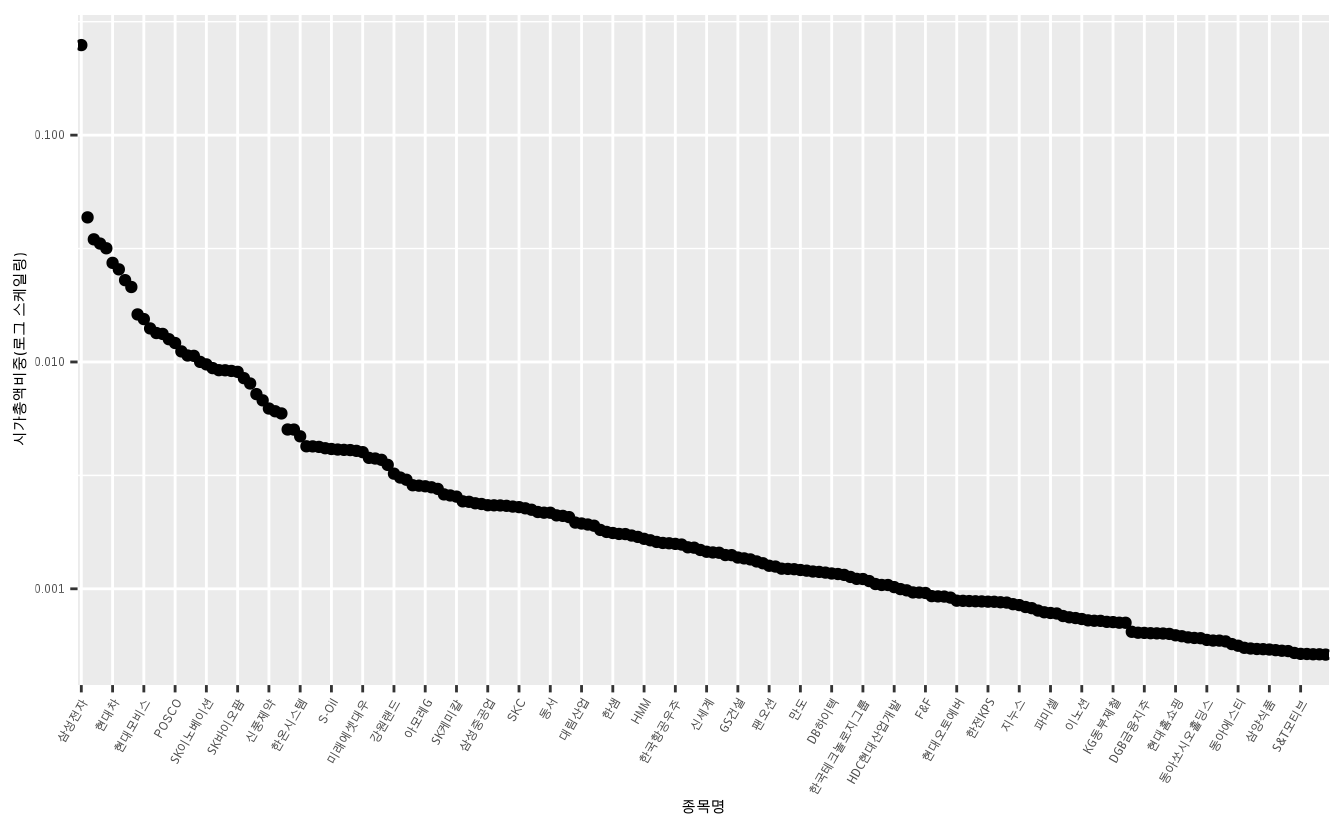 시가총액비중(로그 스케일링)
0.100
0.010
0.001
삼성전자
현대차
현대모비스
POSCO
SK이노베이션
SK바이오팜
신풍제약
한온시스템
S-Oil
미래에셋대우
강원랜드
아모레G
SK케미칼
삼성중공업
SKC
동서
대림산업
한샘
HMM
한국항공우주
신세계
GS건설
팬오션
만도
DB하이텍
한국테크놀로지그룹
HDC현대산업개발
F&F
현대오토에버
한전KPS
지누스
파미셀
이노션
KG동부제철
DGB금융지주
현대홈쇼핑
동아쏘시오홀딩스
동아에스티
삼양식품
S&T모티브
종목명